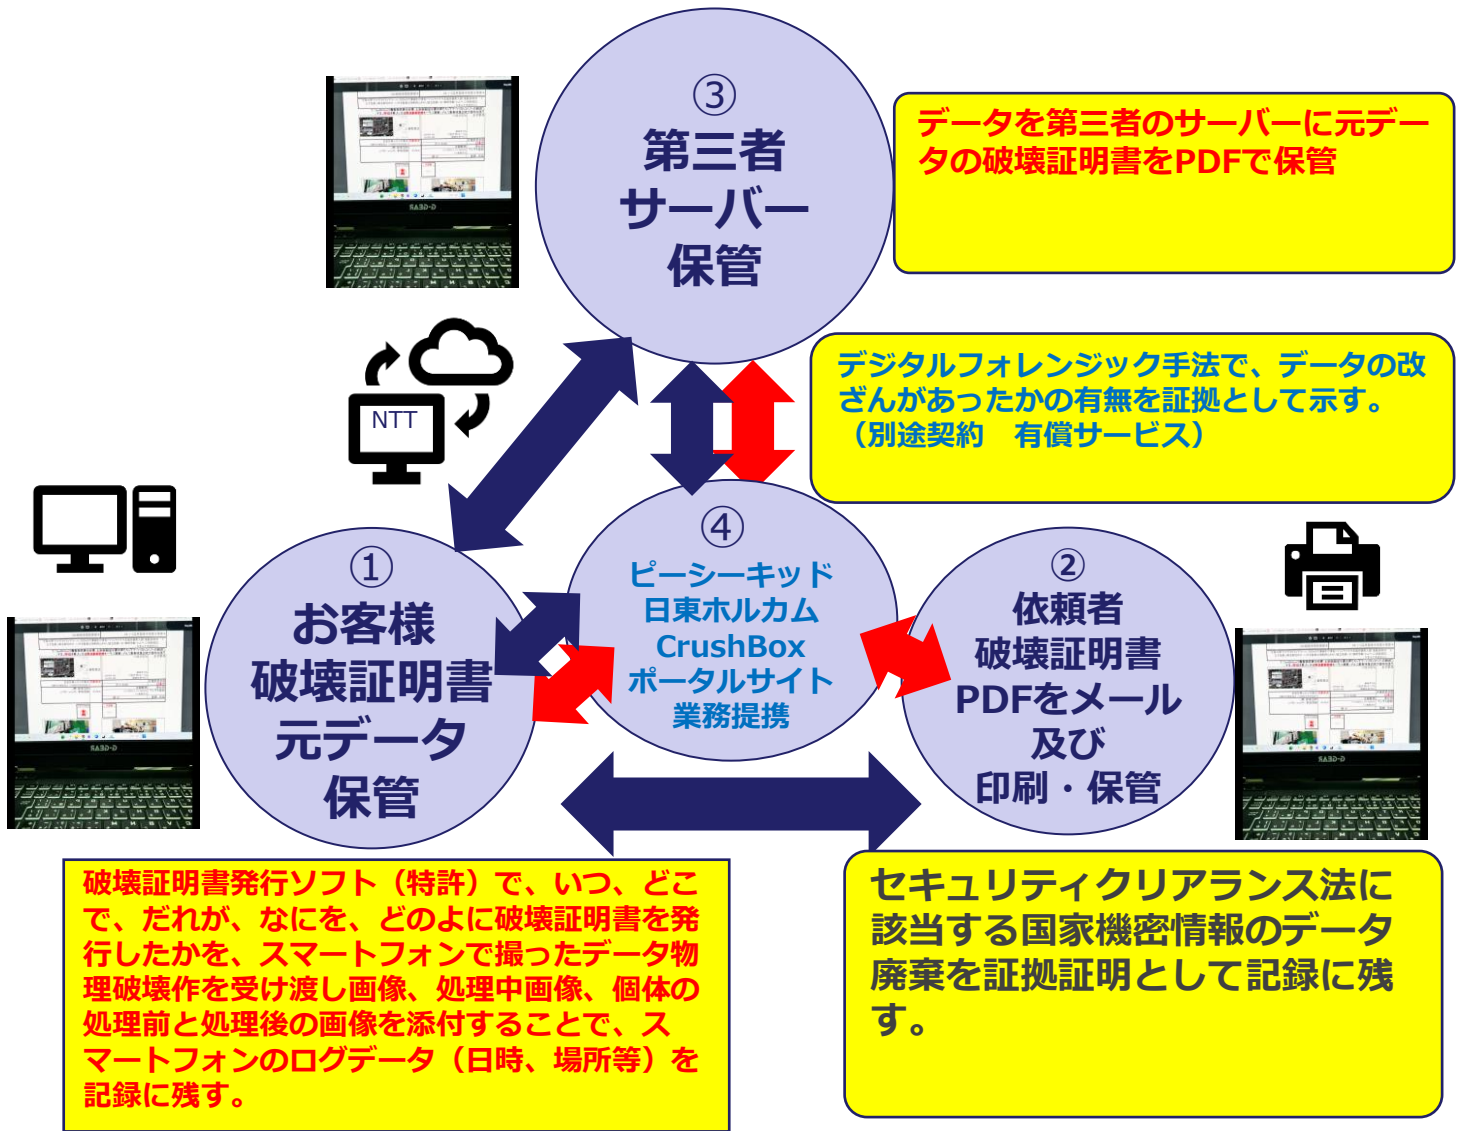 ③
第三者
サーバー
保管
データを第三者のサーバーに元デー
タの破壊証明書をPDFで保管
デジタルフォレンジック手法で、データの改
ざんがあったかの有無を証拠として示す。
（別途契約　有償サービス）
NTT
①
お客様
破壊証明書
元データ
保管
④
ピーシーキッド
日東ホルカム
CrushBox
ポータルサイト
業務提携
②
依頼者
破壊証明書
PDFをメール
及び
印刷・保管
破壊証明書発行ソフト（特許）で、いつ、どこ
で、だれが、なにを、どのよに破壊証明書を発
行したかを、スマートフォンで撮ったデータ物
理破壊作を受け渡し画像、処理中画像、個体の
処理前と処理後の画像を添付することで、ス
マートフォンのログデータ（日時、場所等）を
記録に残す。
セキュリティクリアランス法に
該当する国家機密情報のデータ
廃棄を証拠証明として記録に残
す。